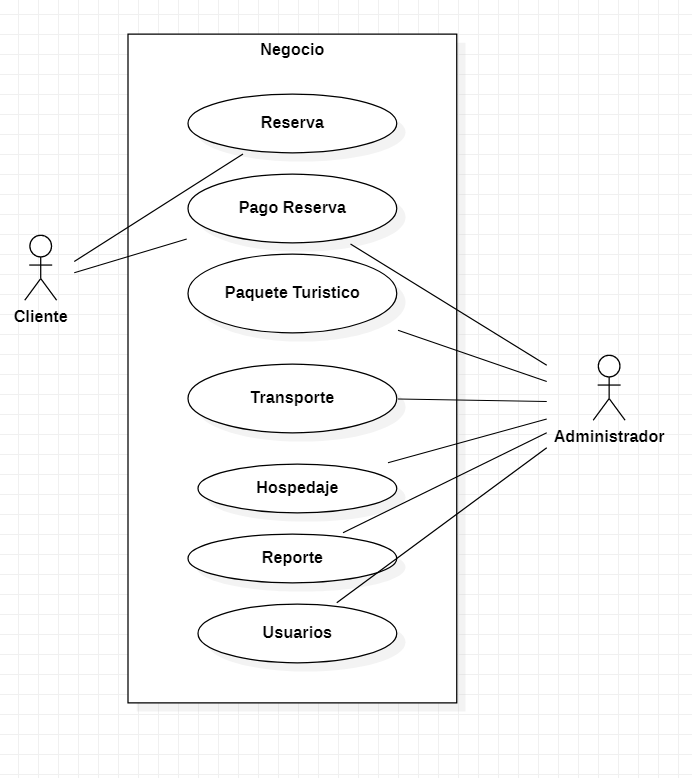 Negocio
Reserva
Pago Reserva
Paquete Turistico
Transporte
Hospedaje
Reporte
Usuarios
Cliente
Administrador